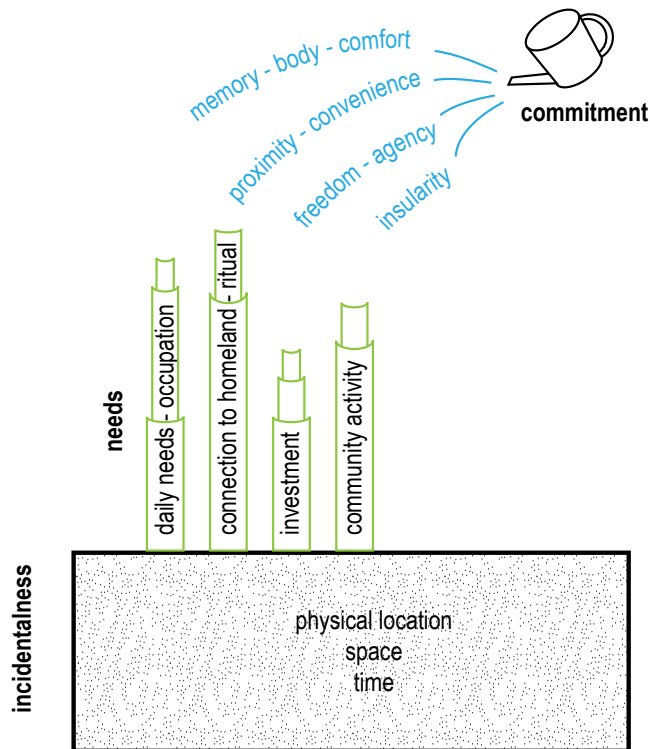 memory - body - comfort
proximity - convenience
freedom - agency
insularity
commitment
needs
daily needs - occupation
connection to homeland - ritual
investment
community activity
incidentalness
physical location
space
time